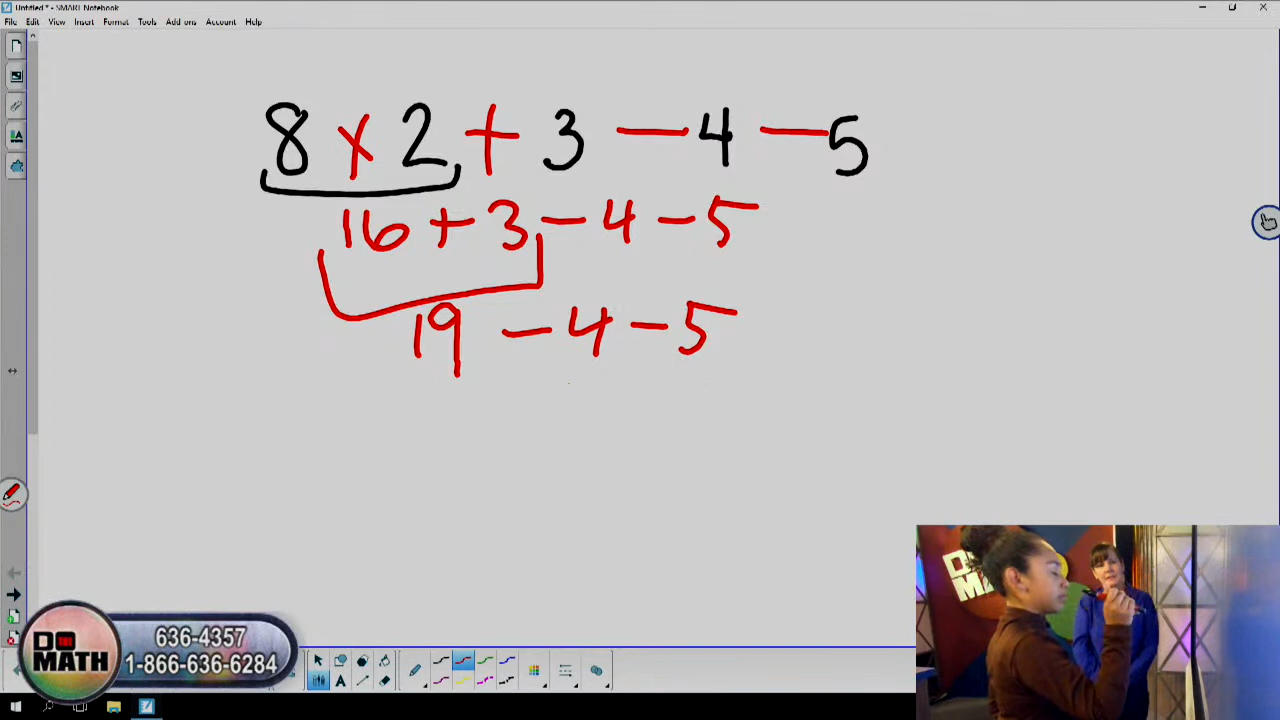 Untitled * - SMART Notebook
File Edit View Insert Format Tools Add-ons Account Help
8 x 2 + 3 - 4 - 5
16 + 3 - 4 - 5
19 - 4 - 5
DO THE MATH
636-4357
1-866-636-6284